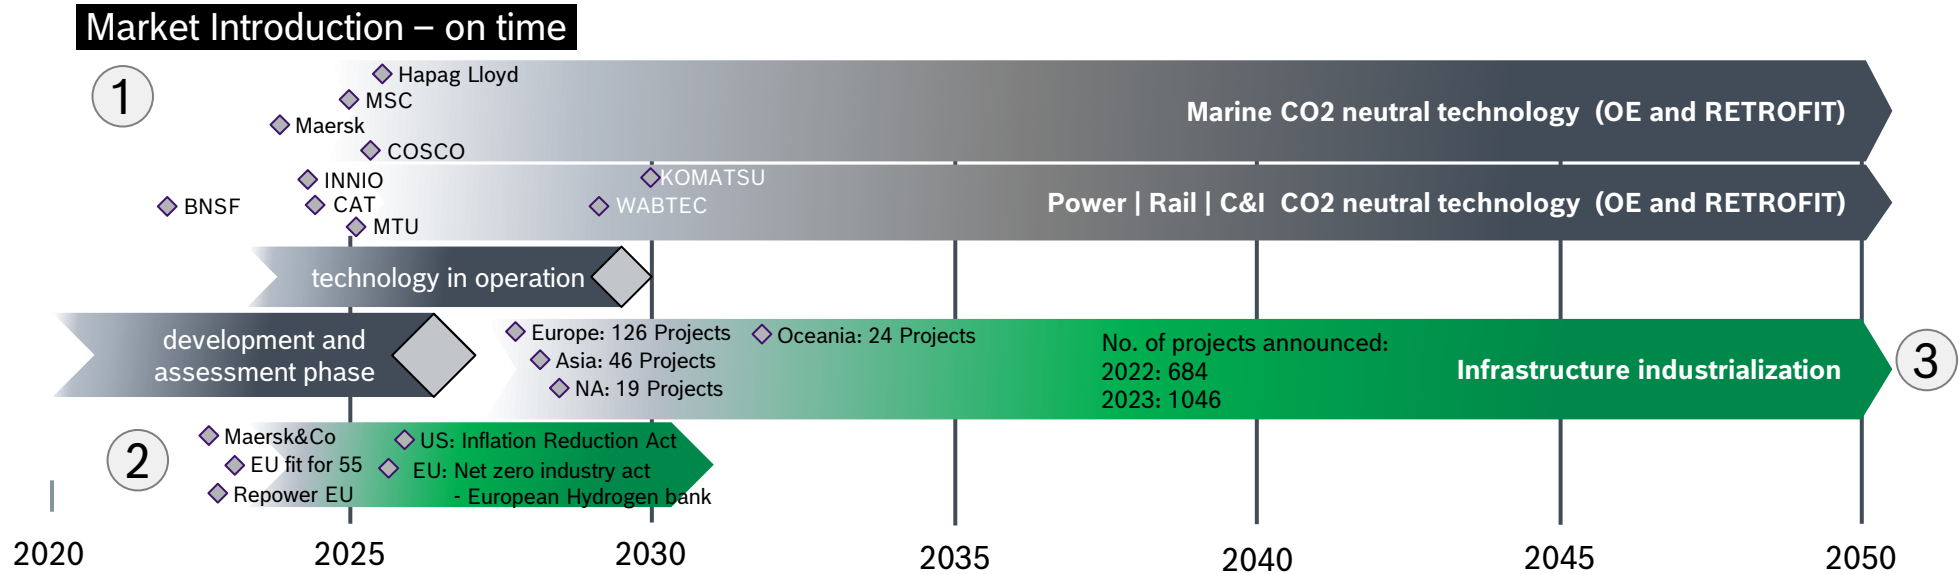 Market Introduction – on time
1
Hapag Lloyd
MSC
Maersk
COSCO
Marine CO2 neutral technology (OE and RETROFIT)
INNIO
KOMATSU
BNSF
CAT
WABTEC
Power | Rail | C&I CO2 neutral technology (OE and RETROFIT)
MTU
technology in operation
development and
assessment phase
Europe: 126 Projects
Oceania: 24 Projects
Asia: 46 Projects
NA: 19 Projects
No. of projects announced:
2022: 684
2023: 1046
Infrastructure industrialization
3
2
Maersk&Co
US: Inflation Reduction Act
EU fit for 55
EU: Net zero industry act
Repower EU
- European Hydrogen bank
2020
2025
2030
2035
2040
2045
2050